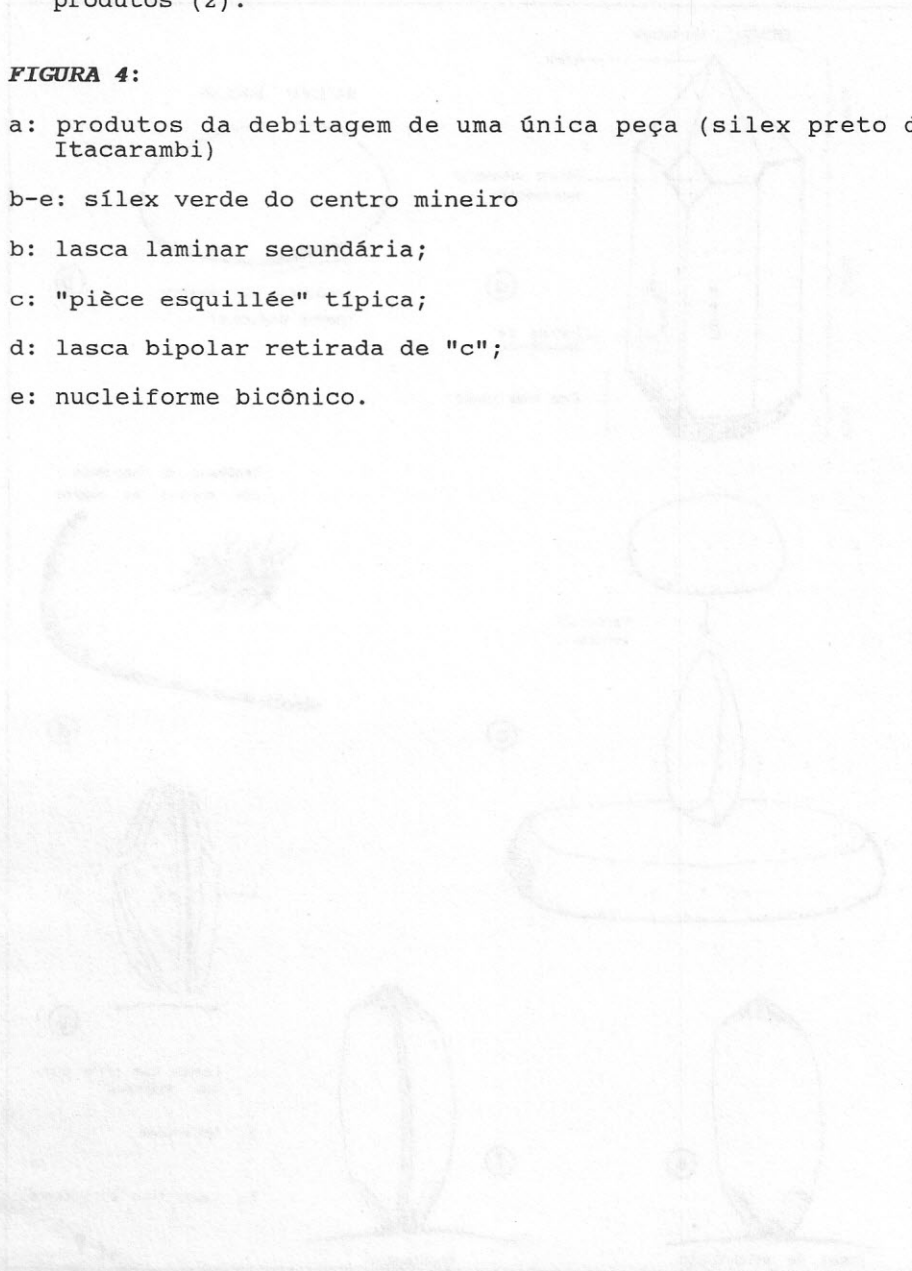 produtos (2).
FIGURA 4:
a: produtos da debitagem de uma única peça (silex preto
Itacarambi)
b-e: sílex verde do centro mineiro
b: lasca laminar secundária;
c: "pièce esquillée" típica;
d: lasca bipolar retirada de "c";
e: nucleiforme bicônico.